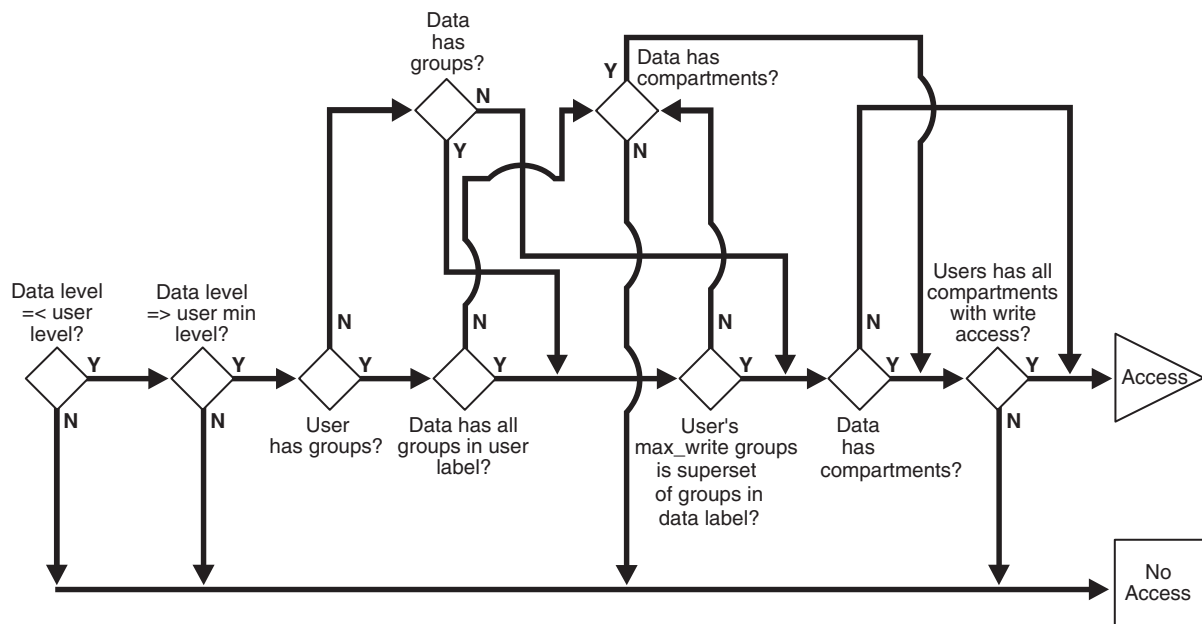 Data
has
groups?
N
Y
Y
Data has
compartments?
N
Data level
=< user
level?
Y
N
Data level
=> user min
level?
Y
N
N
Y
User
has groups?
N
Y
Data has all
groups in user
label?
N
Y
User's
max_write groups
is superset
of groups in
data label?
N
Y
Data
has
compartments?
Users has all
compartments
with write
access?
Y
N
Access
No
Access